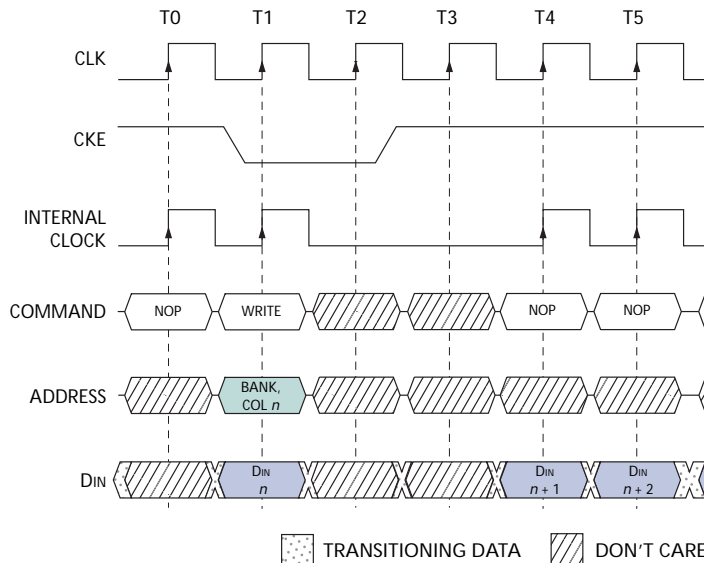 T0 T1 T2 T3 T4 T5
CLK
CKE
INTERNAL
CLOCK
COMMAND NOP WRITE NOP NOP
ADDRESS BANK,
COL n
DIN DIN
n DIN
n + 1 DIN
n + 2
TRANSITIONING DATA DON'T CARE